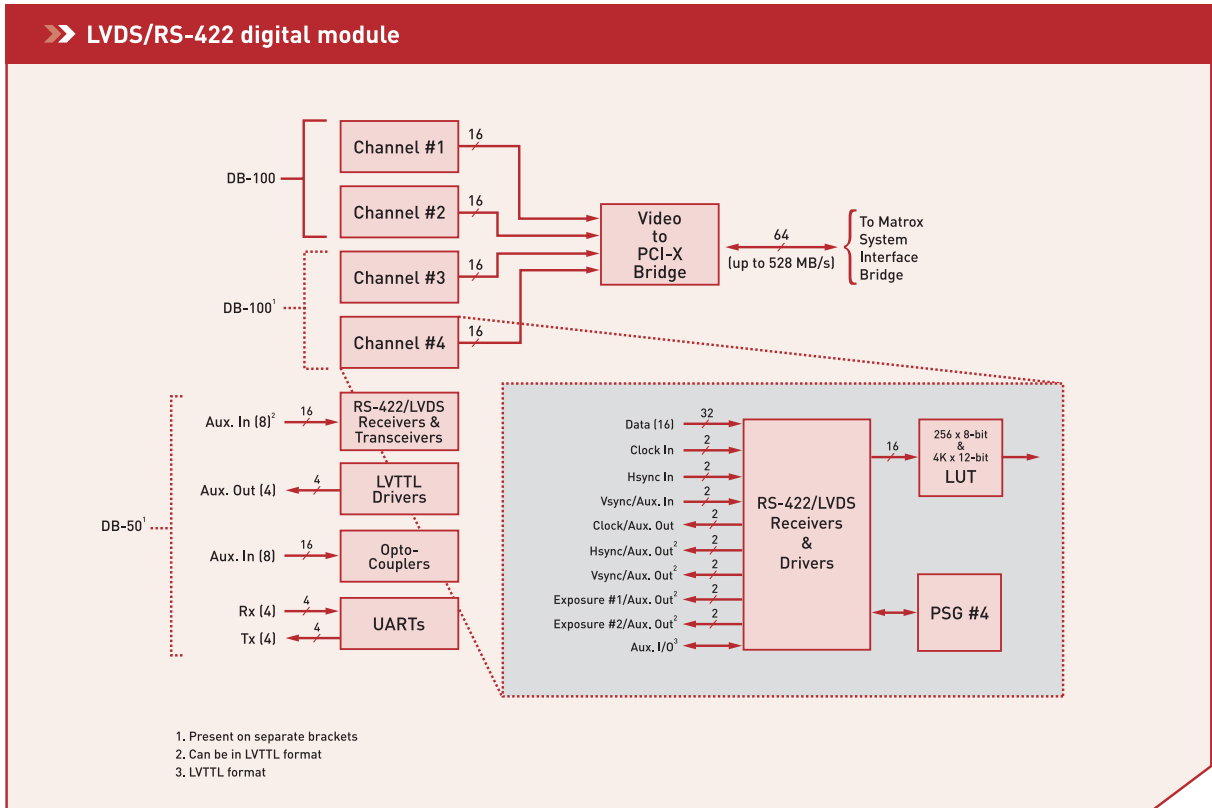 LVDS/RS-422 digital module
DB-100
Channel #1
16
Channel #2
16
DB-100¹
Channel #3
16
Channel #4
16
Video
to
PCI-X
Bridge
64
(up to 528 MB/s)
To Matrox
System
Interface
Bridge
DB-50¹
Aux. In (8)²
16
RS-422/LVDS
Receivers &
Transceivers
Aux. Out (4)
4
LVTTL
Drivers
Aux. In (8)
16
Opto-
Couplers
Rx (4)
4
Tx (4)
4
UARTs
Data (16)
32
Clock In
2
Hsync In
2
Vsync/Aux. In
2
Clock/Aux. Out
2
Hsync/Aux. Out²
2
Vsync/Aux. Out²
2
Exposure #1/Aux. Out²
2
Exposure #2/Aux. Out²
2
Aux. I/O³
RS-422/LVDS
Receivers
&
Drivers
16
256 x 8-bit
&
4K x 12-bit
LUT
PSG #4
1. Present on separate brackets
2. Can be in LVTTL format
3. LVTTL format